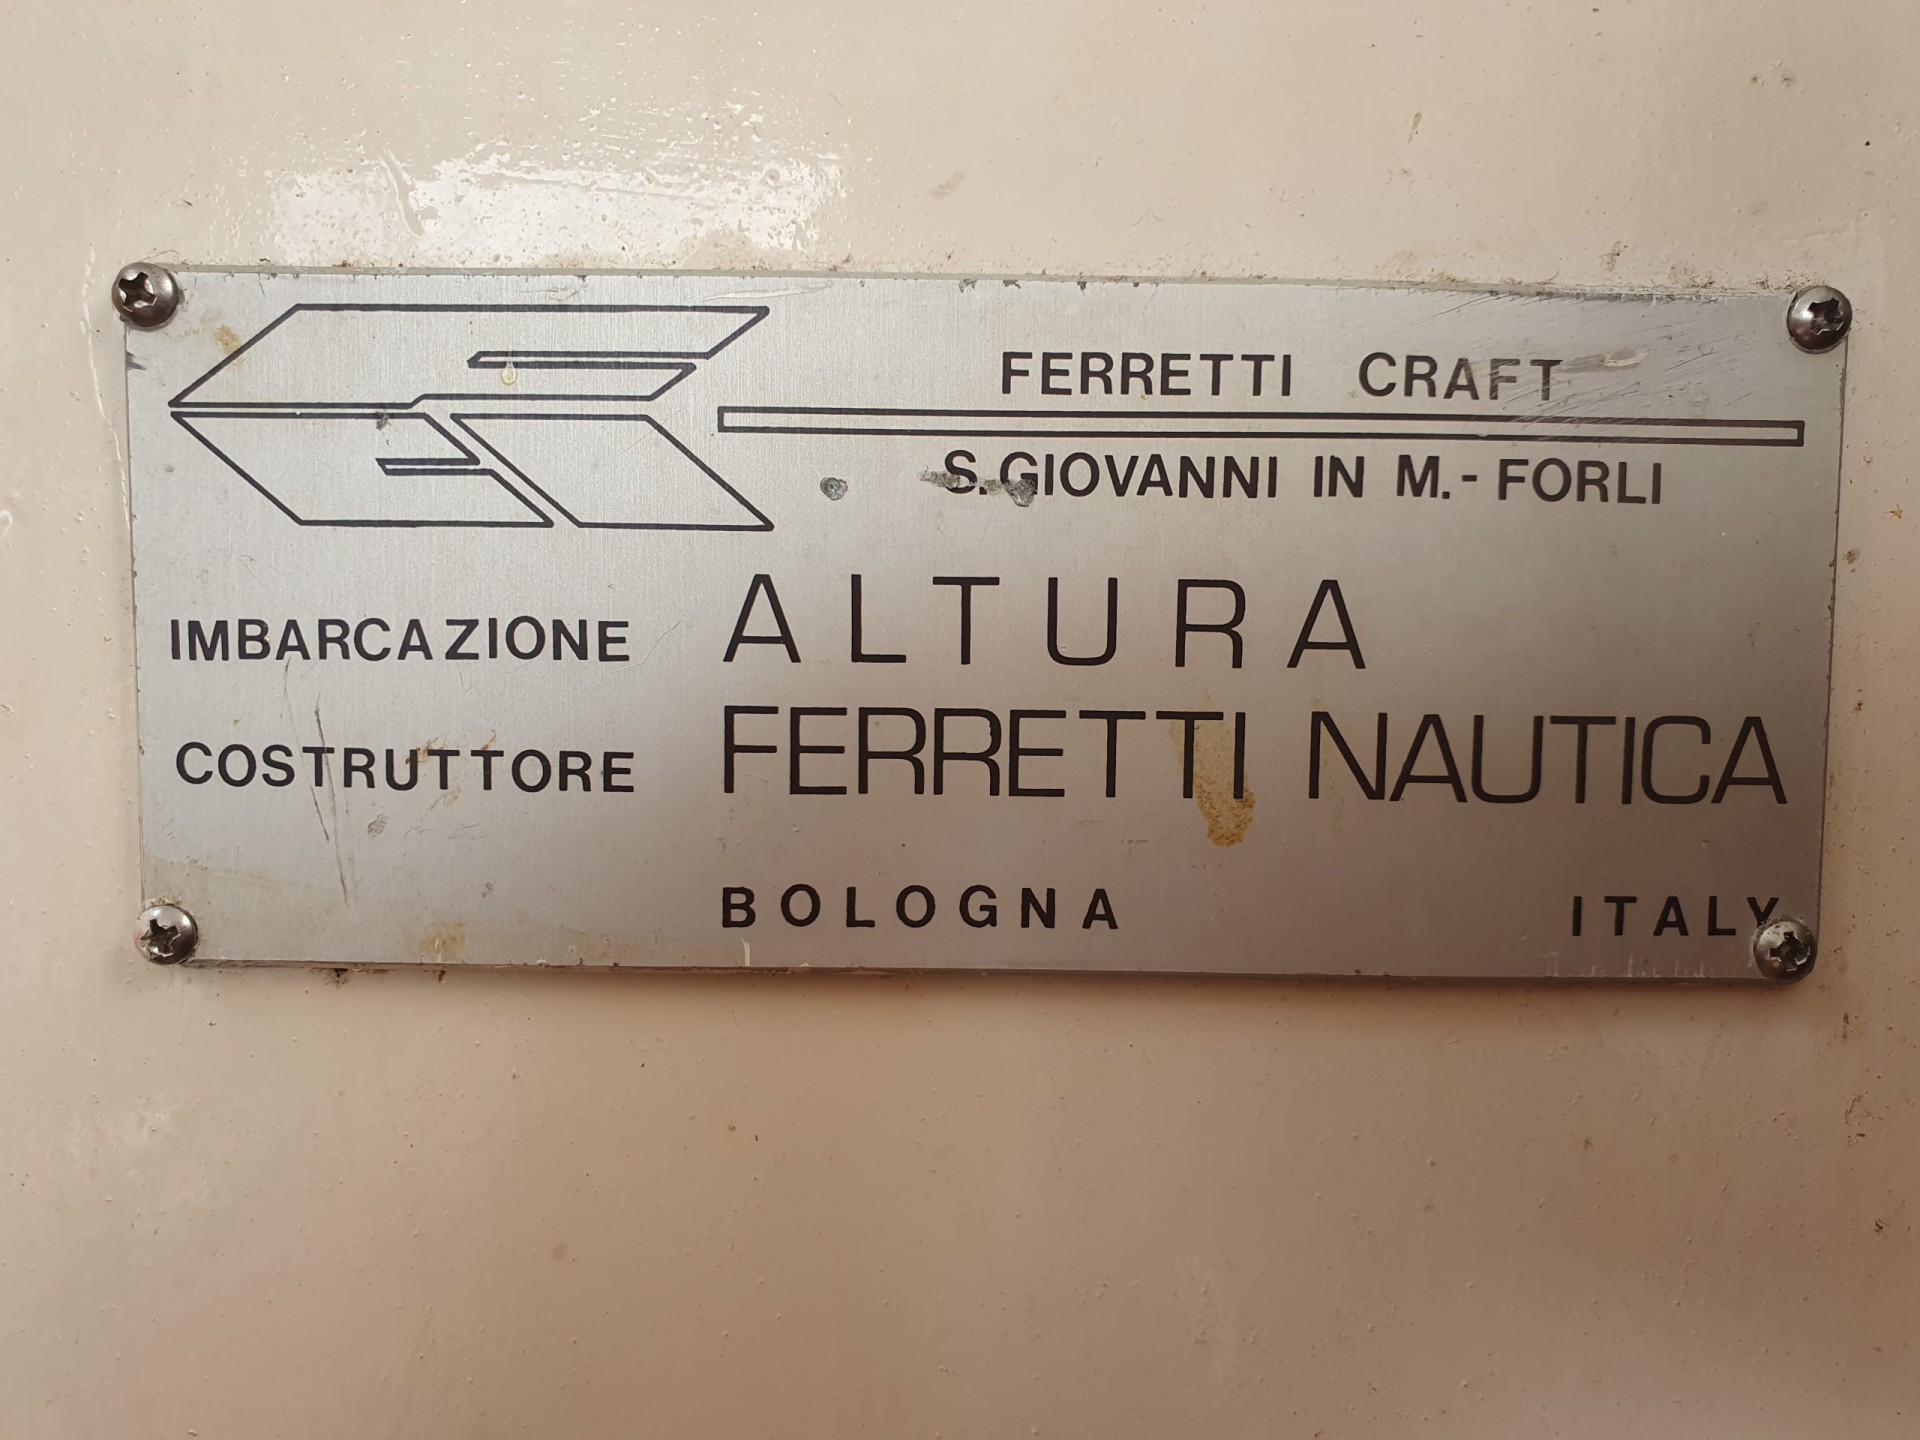 FERRETTI CRAFT
S. GIOVANNI IN M. - FORLI
IMBARCAZIONE ALTURA
COSTRUTTORE FERRETTI NAUTICA
BOLOGNA ITALY